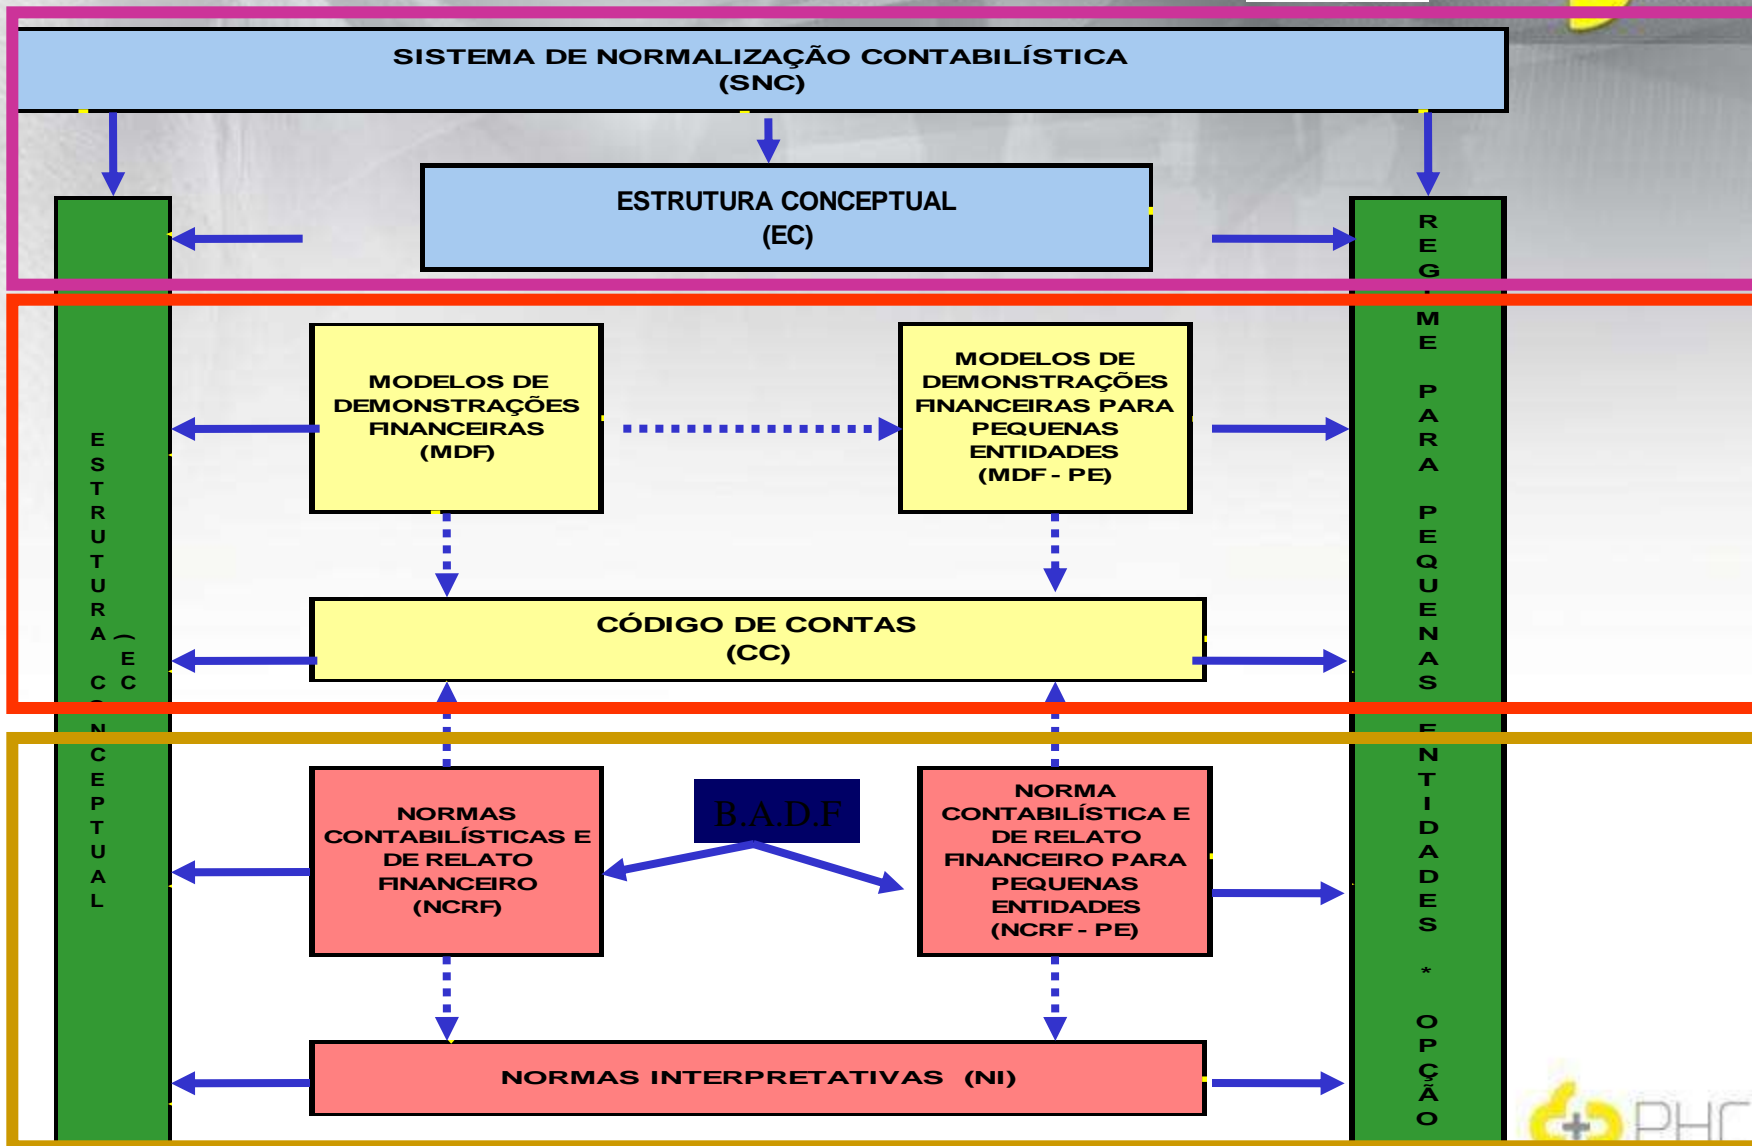 SISTEMA DE NORMALIZAÇÃO CONTABILÍSTICA
(SNC)
ESTRUTURA CONCEPTUAL
(EC)
MODELOS DE
DEMONSTRAÇÕES
FINANCEIRAS
(MDF)
MODELOS DE
DEMONSTRAÇÕES
FINANCEIRAS PARA
PEQUENAS
ENTIDADES
(MDF - PE)
CÓDIGO DE CONTAS
(CC)
NORMAS
CONTABILÍSTICAS E
DE RELATO
FINANCEIRO
(NCRF)
B.A.D.F
NORMA
CONTABILÍSTICA E
DE RELATO
FINANCEIRO PARA
PEQUENAS
ENTIDADES
(NCRF - PE)
NORMAS INTERPRETATIVAS (NI)
ESTRUTURA CONCEPTUAL
(EC
REGIME PARA PEQUENAS ENTIDADES * OPÇÃO
PHC